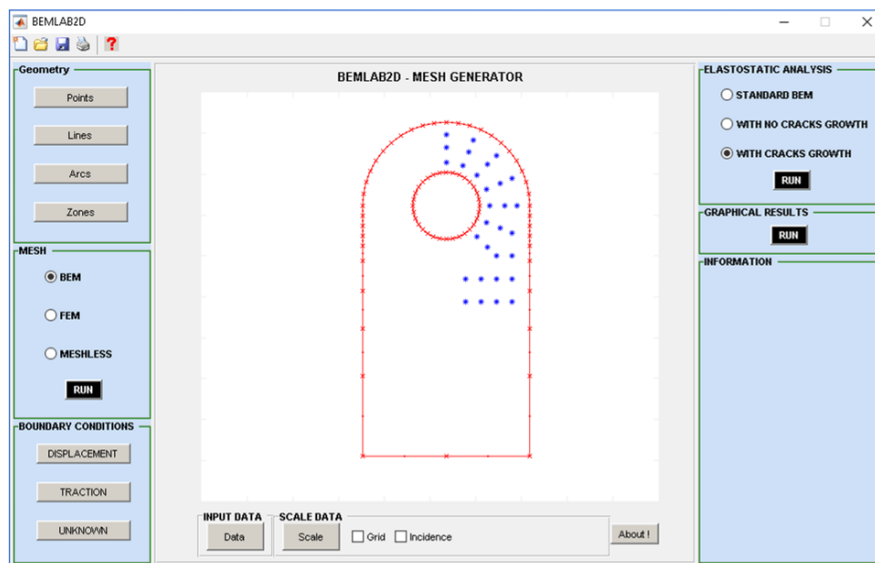 BEMLAB2D
Geometry
Points
Lines
Arcs
Zones
MESH
BEM
FEM
MESHLESS
RUN
BOUNDARY CONDITIONS
DISPLACEMENT
TRACTION
UNKNOWN
BEMLAB2D - MESH GENERATOR
INPUT DATA
Data
SCALE DATA
Scale
Grid
Incidence
About !
ELASTOSTATIC ANALYSIS
STANDARD BEM
WITH NO CRACKS GROWTH
WITH CRACKS GROWTH
RUN
GRAPHICAL RESULTS
RUN
INFORMATION